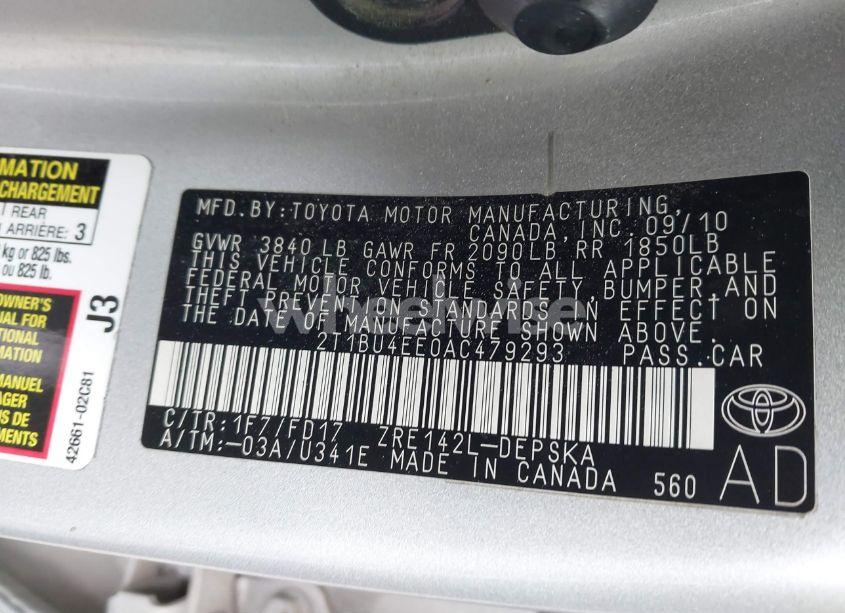 MATION
CHARGEMENT
REAR
ARRIÈRE: 3
kg or 825 lbs.
ou 825 lb.
OWNER'S
FOR
MATION
MANUEL
DE
J3
42661-02C81
MFD.BY:TOYOTA MOTOR MANUFACTURING,
CANADA, INC. 09/10
GVWR 3840 LB GAWR FR 2090LB RR 1850LB
THIS VEHICLE CONFORMS TO ALL APPLICABLE
FEDERAL MOTOR VEHICLE SAFETY,BUMPER,AND
THEFT PREVENTION STANDARDS IN EFFECT ON
THE DATE OF MANUFACTURE SHOWN ABOVE.
2T1BU4EE0AC479293 PASS.CAR
C/TR:1F7/FD17 ZRE142L-DEPSKA
A/TM:-03A/U341E MADE IN CANADA 560
AD
wheelwise